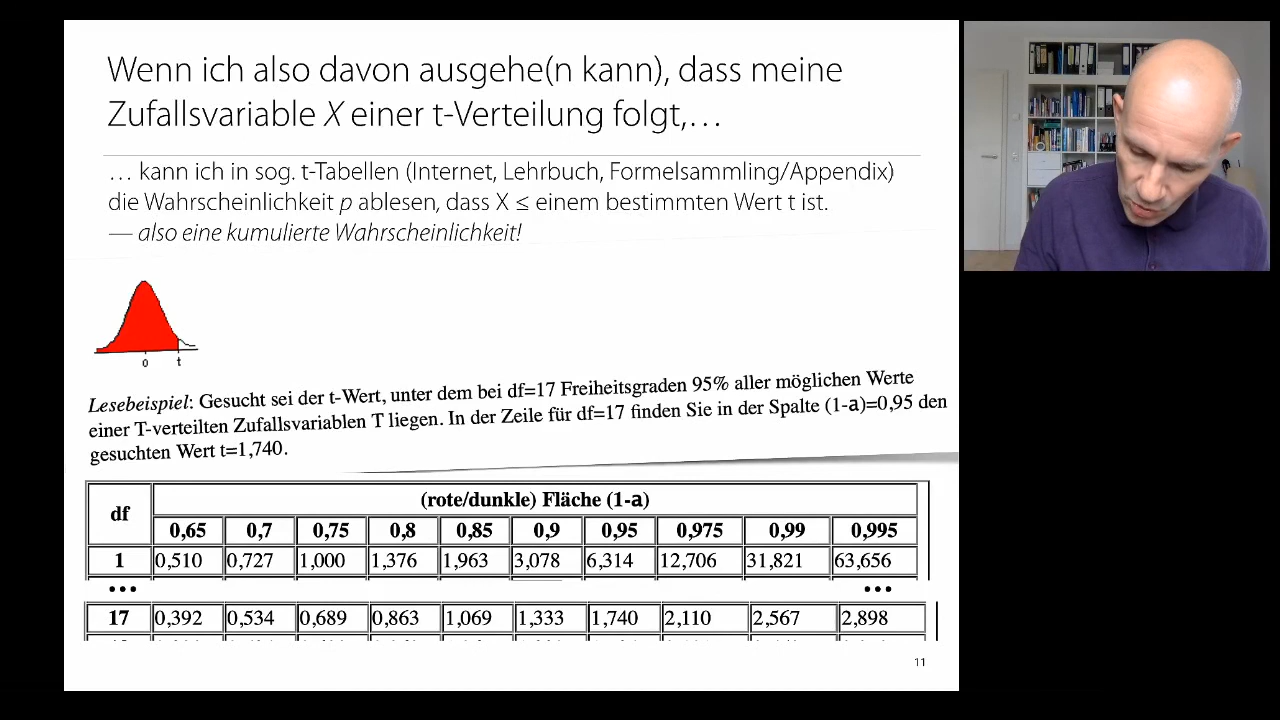 Wenn ich also davon ausgehe(n kann), dass meine
Zufallsvariable X einer t-Verteilung folgt,…
… kann ich in sog. t-Tabellen (Internet, Lehrbuch, Formelsammling/Appendix)
die Wahrscheinlichkeit p ablesen, dass X ≤ einem bestimmten Wert t ist.
— also eine kumulierte Wahrscheinlichkeit!
0 t
Lesebeispiel: Gesucht sei der t-Wert, unter dem bei df=17 Freiheitsgraden 95% aller möglichen Werte
einer T-verteilten Zufallsvariablen T liegen. In der Zeile für df=17 finden Sie in der Spalte (1-a)=0,95 den
gesuchten Wert t=1,740.
df (rote/dunkle) Fläche (1-a)
0,65 0,7 0,75 0,8 0,85 0,9 0,95 0,975 0,99 0,995
1 0,510 0,727 1,000 1,376 1,963 3,078 6,314 12,706 31,821 63,656
… …
17 0,392 0,534 0,689 0,863 1,069 1,333 1,740 2,110 2,567 2,898
11